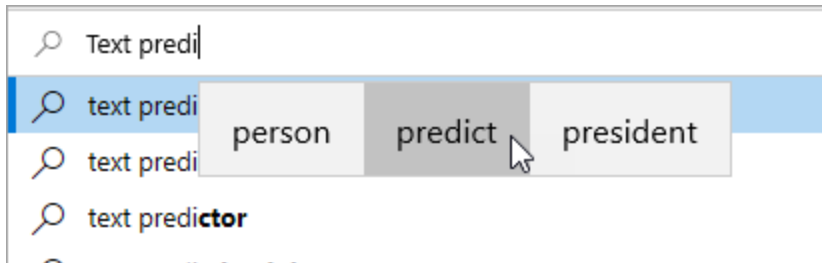 Text predi
text predi
person predict president
text predi
text predictor